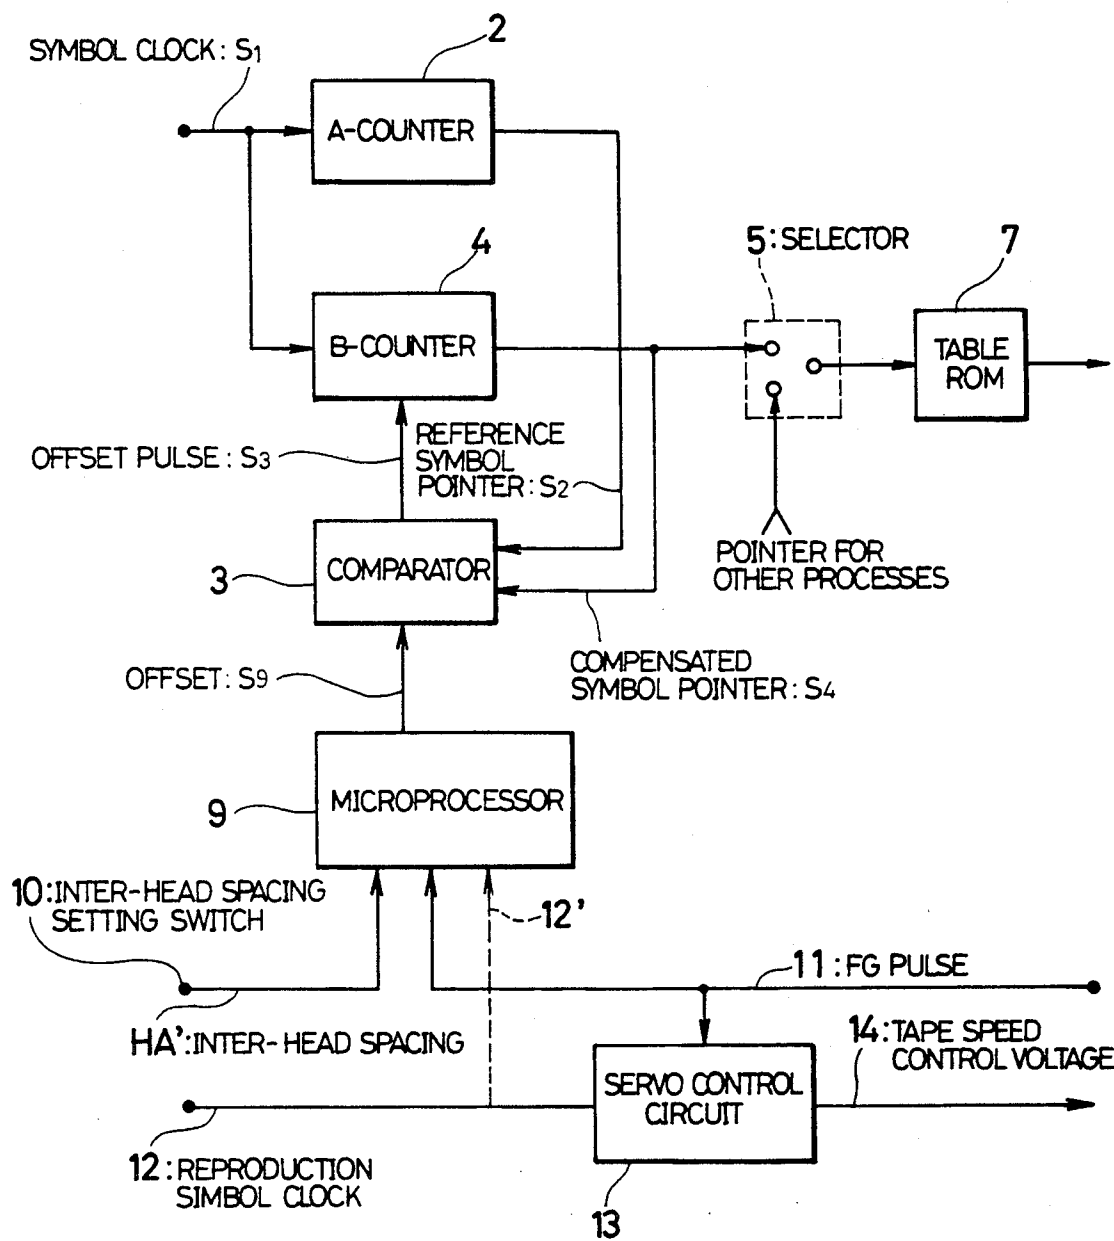 2
SYMBOL CLOCK: S1
A-COUNTER
4
5: SELECTOR
7
B-COUNTER
TABLE
ROM
REFERENCE
SYMBOL
POINTER: S2
OFFSET PULSE: S3
POINTER FOR
OTHER PROCESSES
3
COMPARATOR
COMPENSATED
SYMBOL POINTER: S4
OFFSET: S9
9
MICROPROCESSOR
10: INTER-HEAD SPACING
SETTING SWITCH
12'
11: FG PULSE
HA': INTER-HEAD SPACING
14: TAPE SPEED
CONTROL VOLTAGE
SERVO CONTROL
CIRCUIT
12: REPRODUCTION
SIMBOL CLOCK
13